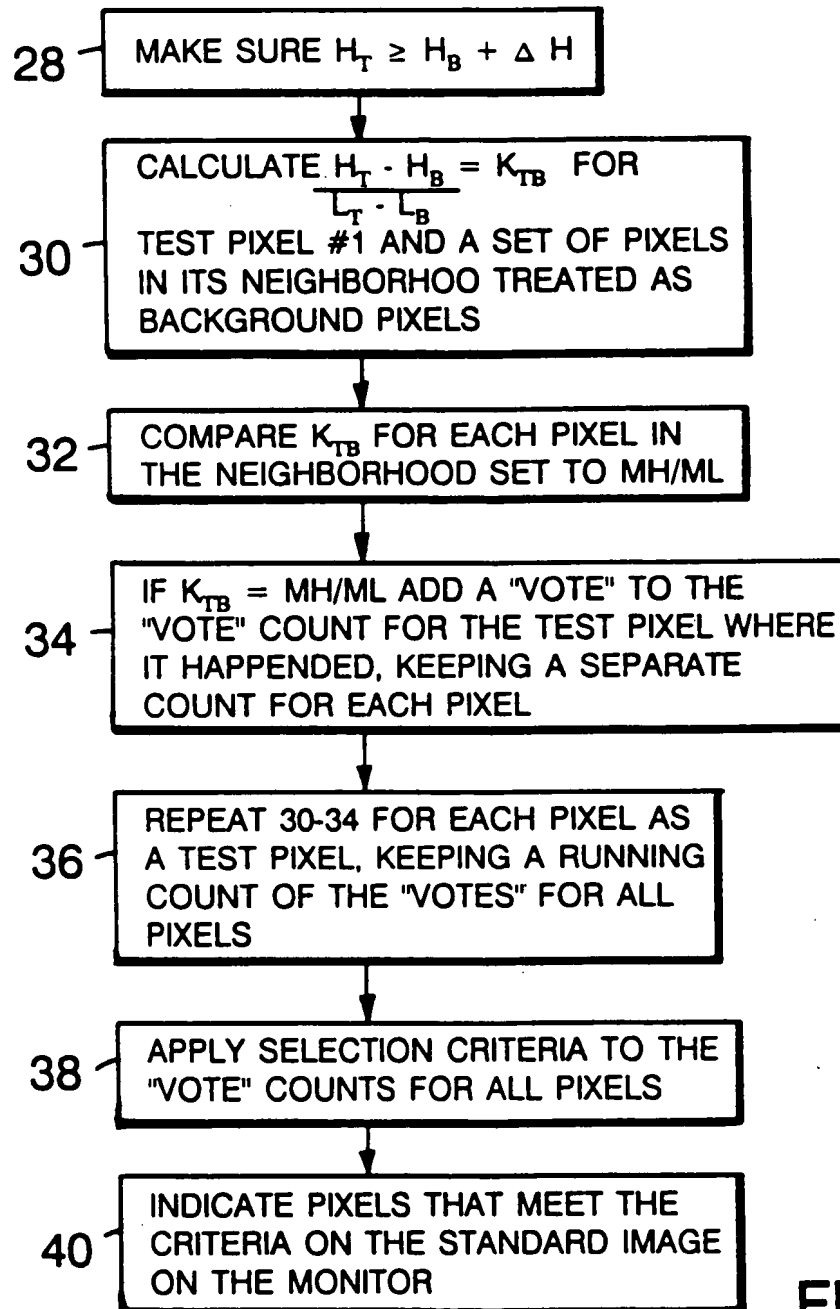 28
MAKE SURE H_T ≥ H_B + Δ H
30
CALCULATE H_T - H_B = K_TB FOR
L_T - L_B
TEST PIXEL #1 AND A SET OF PIXELS
IN ITS NEIGHBORHOO TREATED AS
BACKGROUND PIXELS
32
COMPARE K_TB FOR EACH PIXEL IN
THE NEIGHBORHOOD SET TO MH/ML
34
IF K_TB = MH/ML ADD A "VOTE" TO THE
"VOTE" COUNT FOR THE TEST PIXEL WHERE
IT HAPPENDED, KEEPING A SEPARATE
COUNT FOR EACH PIXEL
36
REPEAT 30-34 FOR EACH PIXEL AS
A TEST PIXEL, KEEPING A RUNNING
COUNT OF THE "VOTES" FOR ALL
PIXELS
38
APPLY SELECTION CRITERIA TO THE
"VOTE" COUNTS FOR ALL PIXELS
40
INDICATE PIXELS THAT MEET THE
CRITERIA ON THE STANDARD IMAGE
ON THE MONITOR